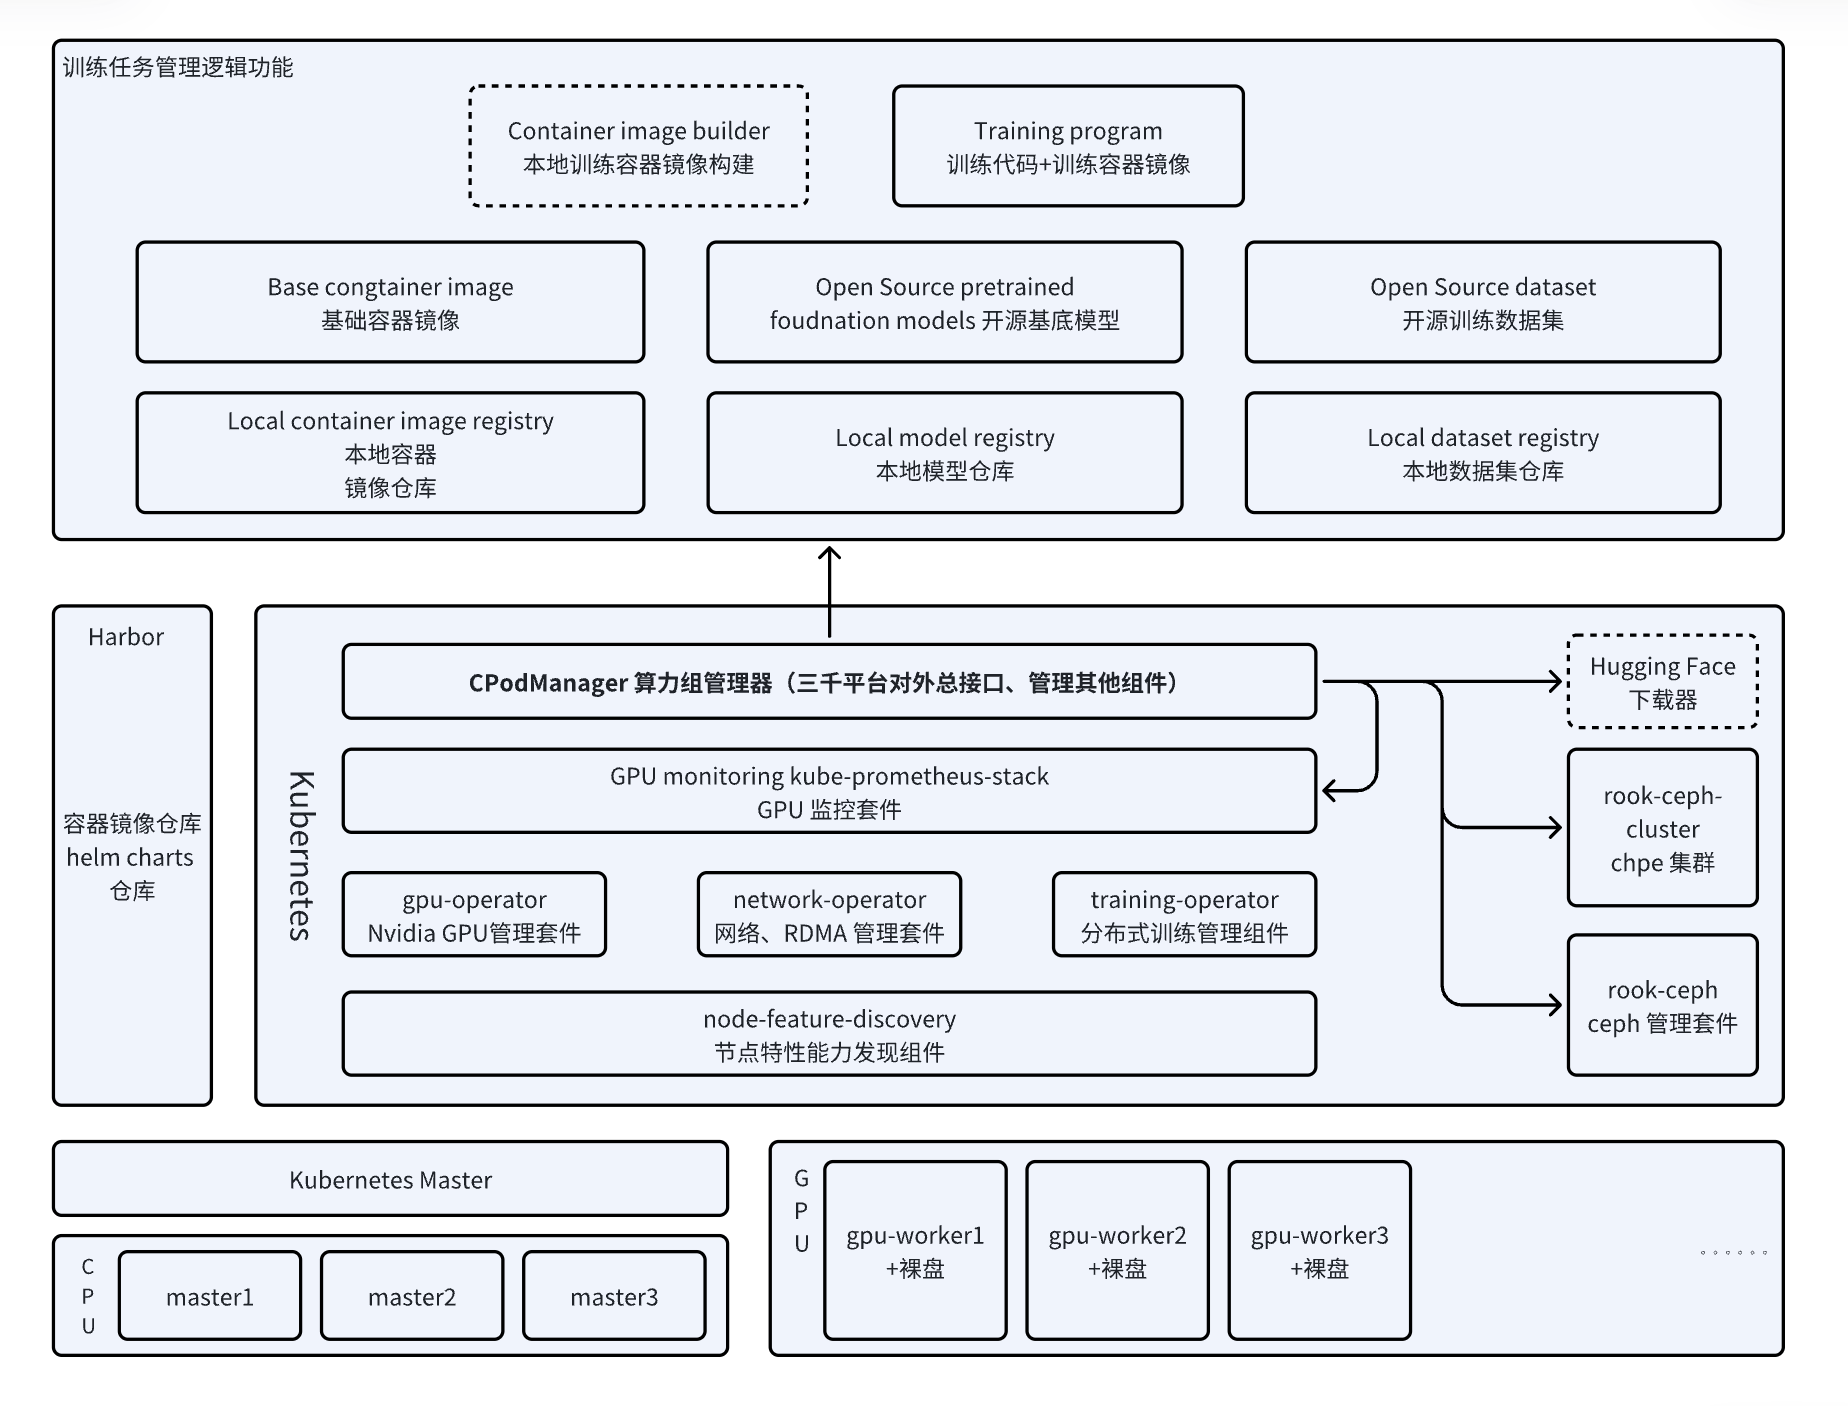 训练任务管理逻辑功能
Container image builder
本地训练容器镜像构建
Training program
训练代码+训练容器镜像
Base congtainer image
基础容器镜像
Open Source pretrained
foudnation models 开源基底模型
Open Source dataset
开源训练数据集
Local container image registry
本地容器
镜像仓库
Local model registry
本地模型仓库
Local dataset registry
本地数据集仓库
Harbor
容器镜像仓库
helm charts
仓库
Kubernetes
CPodManager 算力组管理器（三千平台对外总接口、管理其他组件）
GPU monitoring kube-prometheus-stack
GPU 监控套件
gpu-operator
Nvidia GPU管理套件
network-operator
网络、RDMA 管理套件
training-operator
分布式训练管理组件
node-feature-discovery
节点特性能力发现组件
Hugging Face
下载器
rook-ceph-
cluster
chpe 集群
rook-ceph
ceph 管理套件
Kubernetes Master
C
P
U
master1
master2
master3
G
P
U
gpu-worker1
+裸盘
gpu-worker2
+裸盘
gpu-worker3
+裸盘
。。。。。。